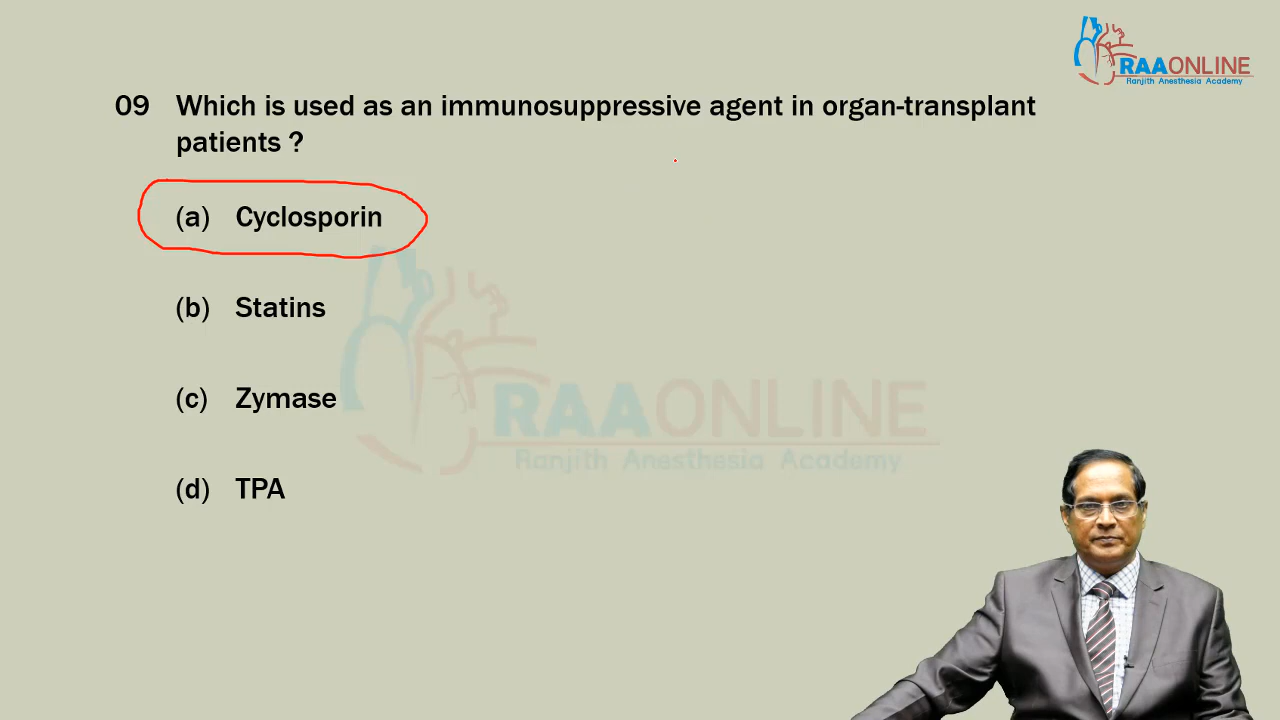 RAAONLINE
Ranjith Anesthesia Academy
09 Which is used as an immunosuppressive agent in organ-transplant
patients ?
(a) Cyclosporin
(b) Statins
(c) Zymase
(d) TPA
RAAONLINE
Ranjith Anesthesia Academy